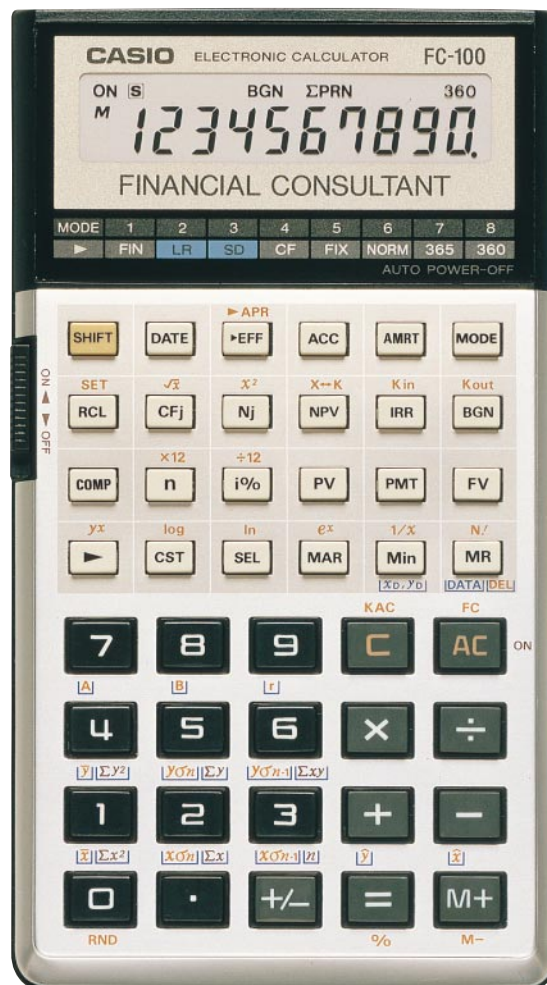 CASIO ELECTRONIC CALCULATOR FC-100
ON S BGN ΣPRN 360
M 1234567890.
FINANCIAL CONSULTANT
MODE 1 2 3 4 5 6 7 8
► FIN LR SD CF FIX NORM 365 360
AUTO POWER-OFF
►APR
SHIFT DATE ►EFF ACC AMRT MODE
ON ◄ ► OFF
SET √x x² X↔K Kin Kout
RCL CFj Nj NPV IRR BGN
×12 ÷12
COMP n i% PV PMT FV
yx log ln ex 1/x N!
► CST SEL MAR Min MR
xD,yD DATA DEL
KAC FC
7 8 9 C AC ON
A B r
4 5 6 × ÷
ȳ Σy² yσn Σy yσn-1 Σxy
1 2 3 + −
x̄ Σx² xσn Σx xσn-1 n ŷ x̂
0 · +/− = M+
RND % M−